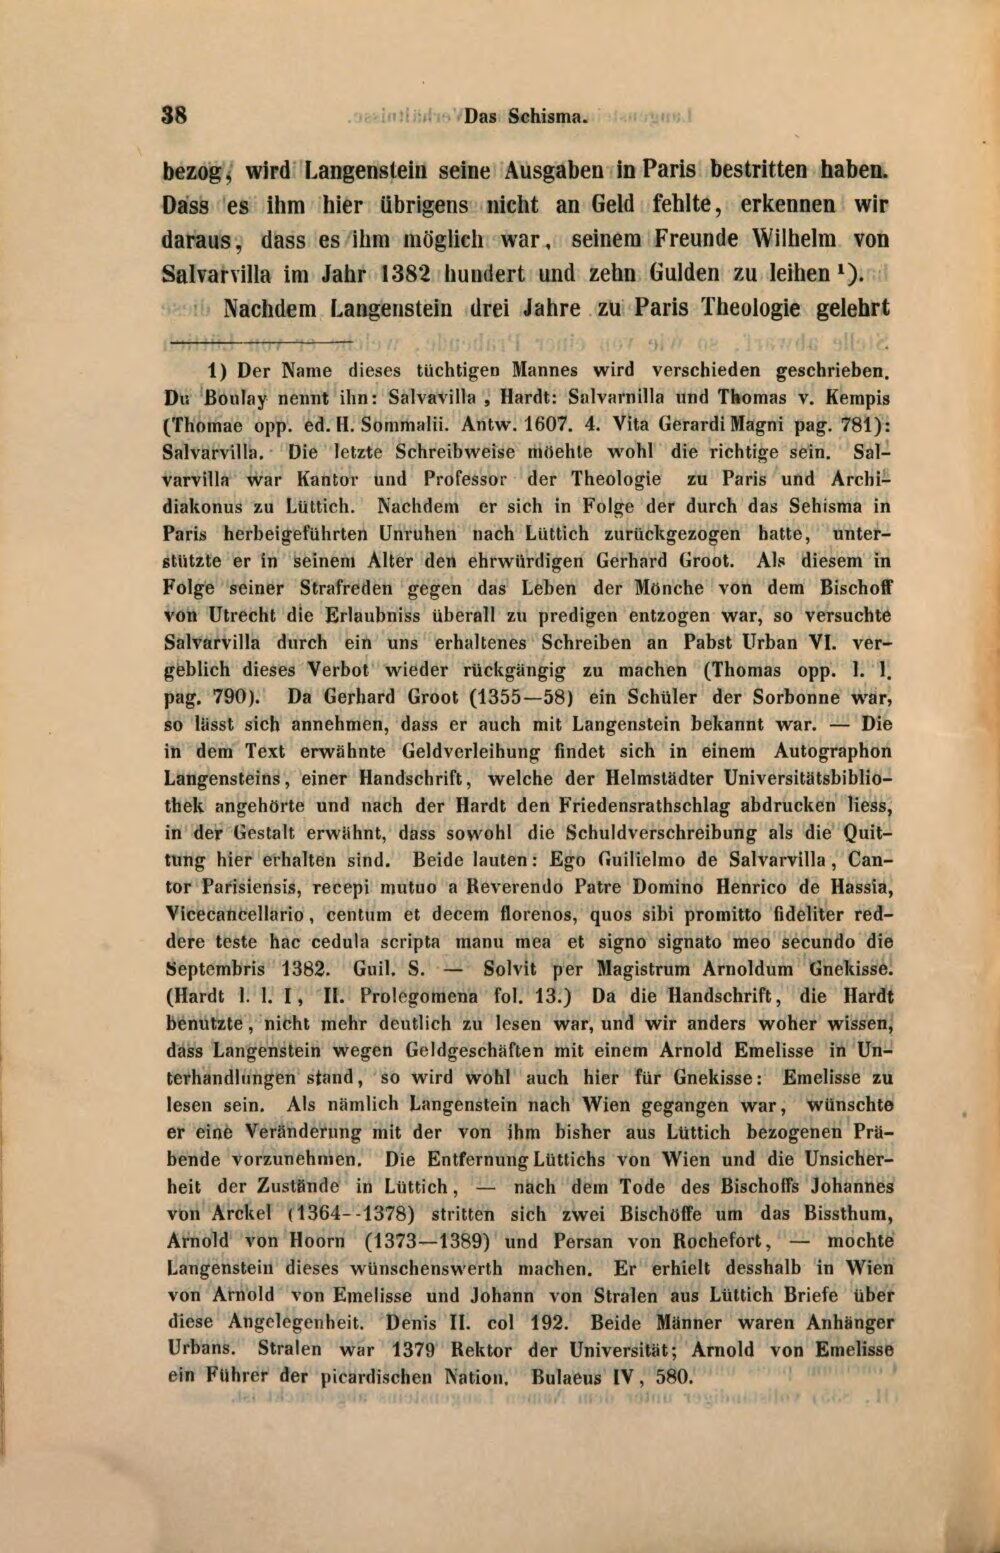 38 Das Schisma.
bezog, wird Langenstein seine Ausgaben in Paris bestritten haben.
Dass es ihm hier übrigens nicht an Geld fehlte, erkennen wir
daraus, dass es ihm möglich war, seinem Freunde Wilhelm von
Salvarvilla im Jahr 1382 hundert und zehn Gulden zu leihen ¹).
Nachdem Langenstein drei Jahre zu Paris Theologie gelehrt
1) Der Name dieses tüchtigen Mannes wird verschieden geschrieben.
Du Boulay nennt ihn: Salvavilla, Hardt: Salvarnilla und Thomas v. Kempis
(Thomae opp. ed. H. Sommalii. Antw. 1607. 4. Vita Gerardi Magni pag. 781):
Salvarvilla. Die letzte Schreibweise möehte wohl die richtige sein. Sal-
varvilla war Kantor und Professor der Theologie zu Paris und Archi-
diakonus zu Lüttich. Nachdem er sich in Folge der durch das Sehisma in
Paris herbeigeführten Unruhen nach Lüttich zurückgezogen hatte, unter-
stützte er in seinem Alter den ehrwürdigen Gerhard Groot. Als diesem in
Folge seiner Strafreden gegen das Leben der Mönche von dem Bischoff
von Utrecht die Erlaubniss überall zu predigen entzogen war, so versuchte
Salvarvilla durch ein uns erhaltenes Schreiben an Pabst Urban VI. ver-
geblich dieses Verbot wieder rückgängig zu machen (Thomas opp. l. l.
pag. 790). Da Gerhard Groot (1355—58) ein Schüler der Sorbonne war,
so lässt sich annehmen, dass er auch mit Langenstein bekannt war. — Die
in dem Text erwähnte Geldverleihung findet sich in einem Autographon
Langensteins, einer Handschrift, welche der Helmstädter Universitätsbiblio-
thek angehörte und nach der Hardt den Friedensrathschlag abdrucken liess,
in der Gestalt erwähnt, dass sowohl die Schuldverschreibung als die Quit-
tung hier erhalten sind. Beide lauten: Ego Guilielmo de Salvarvilla, Can-
tor Parisiensis, recepi mutuo a Reverendo Patre Domino Henrico de Hassia,
Vicecancellario, centum et decem florenos, quos sibi promitto fideliter red-
dere teste hac cedula scripta manu mea et signo signato meo secundo die
Septembris 1382. Guil. S. — Solvit per Magistrum Arnoldum Gnekisse.
(Hardt l. l. I, II. Prolegomena fol. 13.) Da die Handschrift, die Hardt
benutzte, nicht mehr deutlich zu lesen war, und wir anders woher wissen,
dass Langenstein wegen Geldgeschäften mit einem Arnold Emelisse in Un-
terhandlungen stand, so wird wohl auch hier für Gnekisse: Emelisse zu
lesen sein. Als nämlich Langenstein nach Wien gegangen war, wünschte
er eine Veränderung mit der von ihm bisher aus Lüttich bezogenen Prä-
bende vorzunehmen. Die Entfernung Lüttichs von Wien und die Unsicher-
heit der Zustände in Lüttich, — nach dem Tode des Bischoffs Johannes
von Arckel (1364--1378) stritten sich zwei Bischöffe um das Bissthum,
Arnold von Hoorn (1373—1389) und Persan von Rochefort, — mochte
Langenstein dieses wünschenswerth machen. Er erhielt desshalb in Wien
von Arnold von Emelisse und Johann von Stralen aus Lüttich Briefe über
diese Angelegenheit. Denis II. col 192. Beide Männer waren Anhänger
Urbans. Stralen war 1379 Rektor der Universität; Arnold von Emelisse
ein Führer der picardischen Nation. Bulaeus IV, 580.